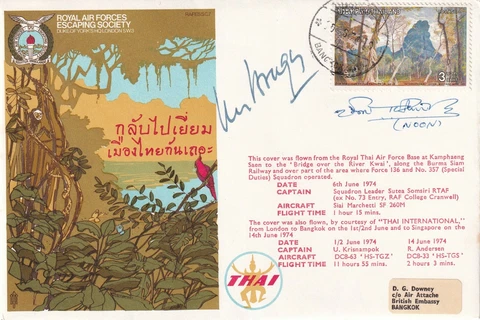 ROYAL AIR FORCES
ESCAPING SOCIETY
DUKE OF YORK'S HQ LONDON SW3
กลับไปเยี่ยม
เมืองไทยกันเถอะ
BANGKOK
3
(NOON)
This cover was flown from the Royal Thai Air Force Base at Kamphaeng
Saen to the "Bridge over the River Kwai", along the Burma Siam
Railway and over part of the area where Force 136 and No. 357 (Special
Duties) Squadron operated.
DATE 6th June 1974
CAPTAIN Squadron Leader Sutea Somsiri RTAF
(ex No. 73 Entry, RAF College Cranwell)
AIRCRAFT Siai Marchetti SF 260M
FLIGHT TIME 1 hour 15 mins.
The cover was also flown, by courtesy of "THAI INTERNATIONAL",
from London to Bangkok on the 1st/2nd June and to Singapore on the
14th June 1974
DATE 1/2 June 1974 14 June 1974
CAPTAIN U. Krisnampok R. Andersen
AIRCRAFT DC8-63 'HS-TGZ' DC8-33 'HS-TGS'
FLIGHT TIME 11 hours 55 mins. 2 hours 3 mins.
THAI
D. G. Downey
c/o Air Attache
British Embassy
BANGKOK